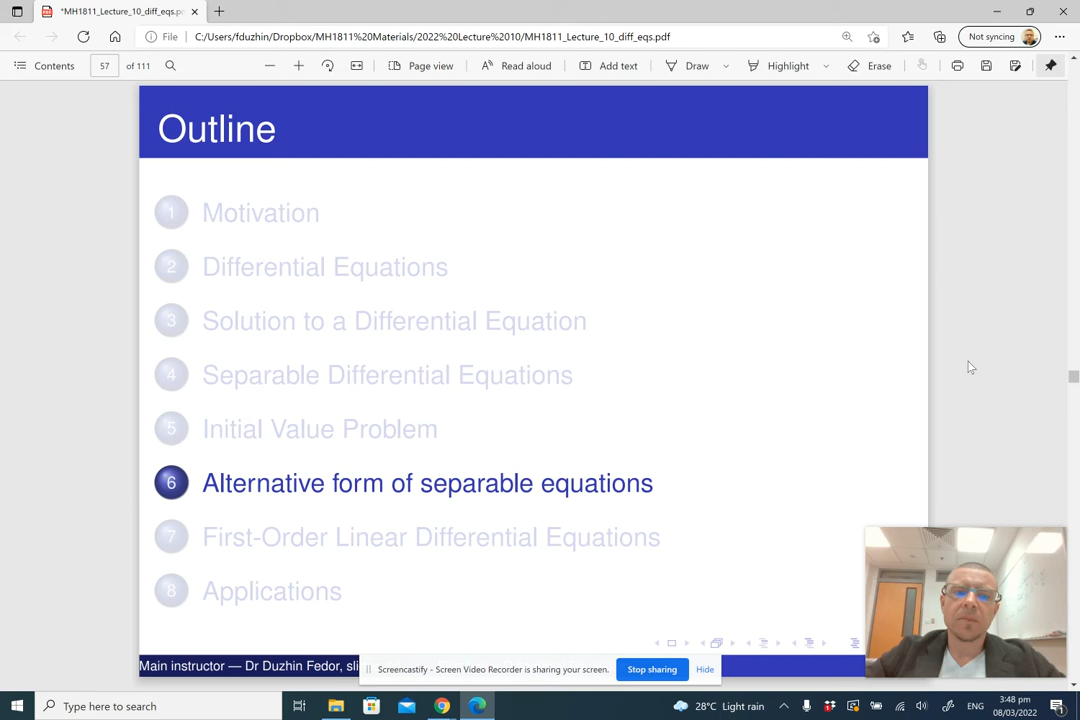 *MH1811_Lecture_10_diff_eqs.p
File C:/Users/fduzhin/Dropbox/MH1811%20Materials/2022%20Lecture%2010/MH1811_Lecture_10_diff_eqs.pdf Not syncing
Contents 57 of 111 Page view Read aloud Add text Draw Highlight Erase
Outline
1 Motivation
2 Differential Equations
3 Solution to a Differential Equation
4 Separable Differential Equations
5 Initial Value Problem
6 Alternative form of separable equations
7 First-Order Linear Differential Equations
8 Applications
Main instructor — Dr Duzhin Fedor, sli
Screencastify - Screen Video Recorder is sharing your screen. Stop sharing Hide
Type here to search 28°C Light rain ENG 3:48 pm
08/03/2022 1